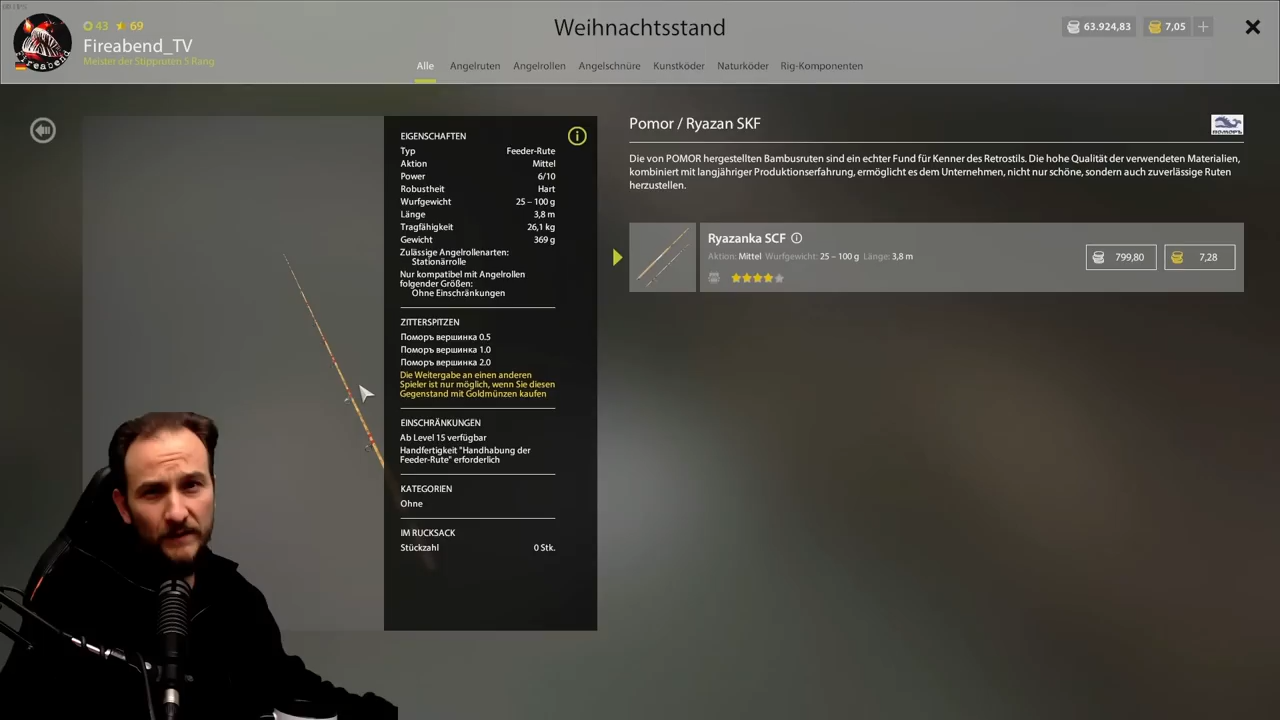 43 69
Fireabend_TV
Meister der Stippruten 5 Rang
Weihnachtsstand
63.924,83 7,05 +
Alle Angelruten Angelrollen Angelschnüre Kunstköder Naturköder Rig-Komponenten
EIGENSCHAFTEN
Typ Feeder-Rute
Aktion Mittel
Power 6/10
Robustheit Hart
Wurfgewicht 25 – 100 g
Länge 3,8 m
Tragfähigkeit 26,1 kg
Gewicht 369 g
Zulässige Angelrollenarten:
Stationärrolle
Nur kompatibel mit Angelrollen
folgender Größen:
Ohne Einschränkungen
ZITTERSPITZEN
Поморъ вершинка 0.5
Поморъ вершинка 1.0
Поморъ вершинка 2.0
Die Weitergabe an einen anderen
Spieler ist nur möglich, wenn Sie diesen
Gegenstand mit Goldmünzen kaufen
EINSCHRÄNKUNGEN
Ab Level 15 verfügbar
Handfertigkeit "Handhabung der
Feeder-Rute" erforderlich
KATEGORIEN
Ohne
IM RUCKSACK
Stückzahl 0 Stk.
Pomor / Ryazan SKF
ПОМОРЪ
Die von POMOR hergestellten Bambusruten sind ein echter Fund für Kenner des Retrostils. Die hohe Qualität der verwendeten Materialien,
kombiniert mit langjähriger Produktionserfahrung, ermöglicht es dem Unternehmen, nicht nur schöne, sondern auch zuverlässige Ruten
herzustellen.
Ryazanka SCF
Aktion: Mittel Wurfgewicht: 25 – 100 g Länge: 3,8 m
799,80 7,28